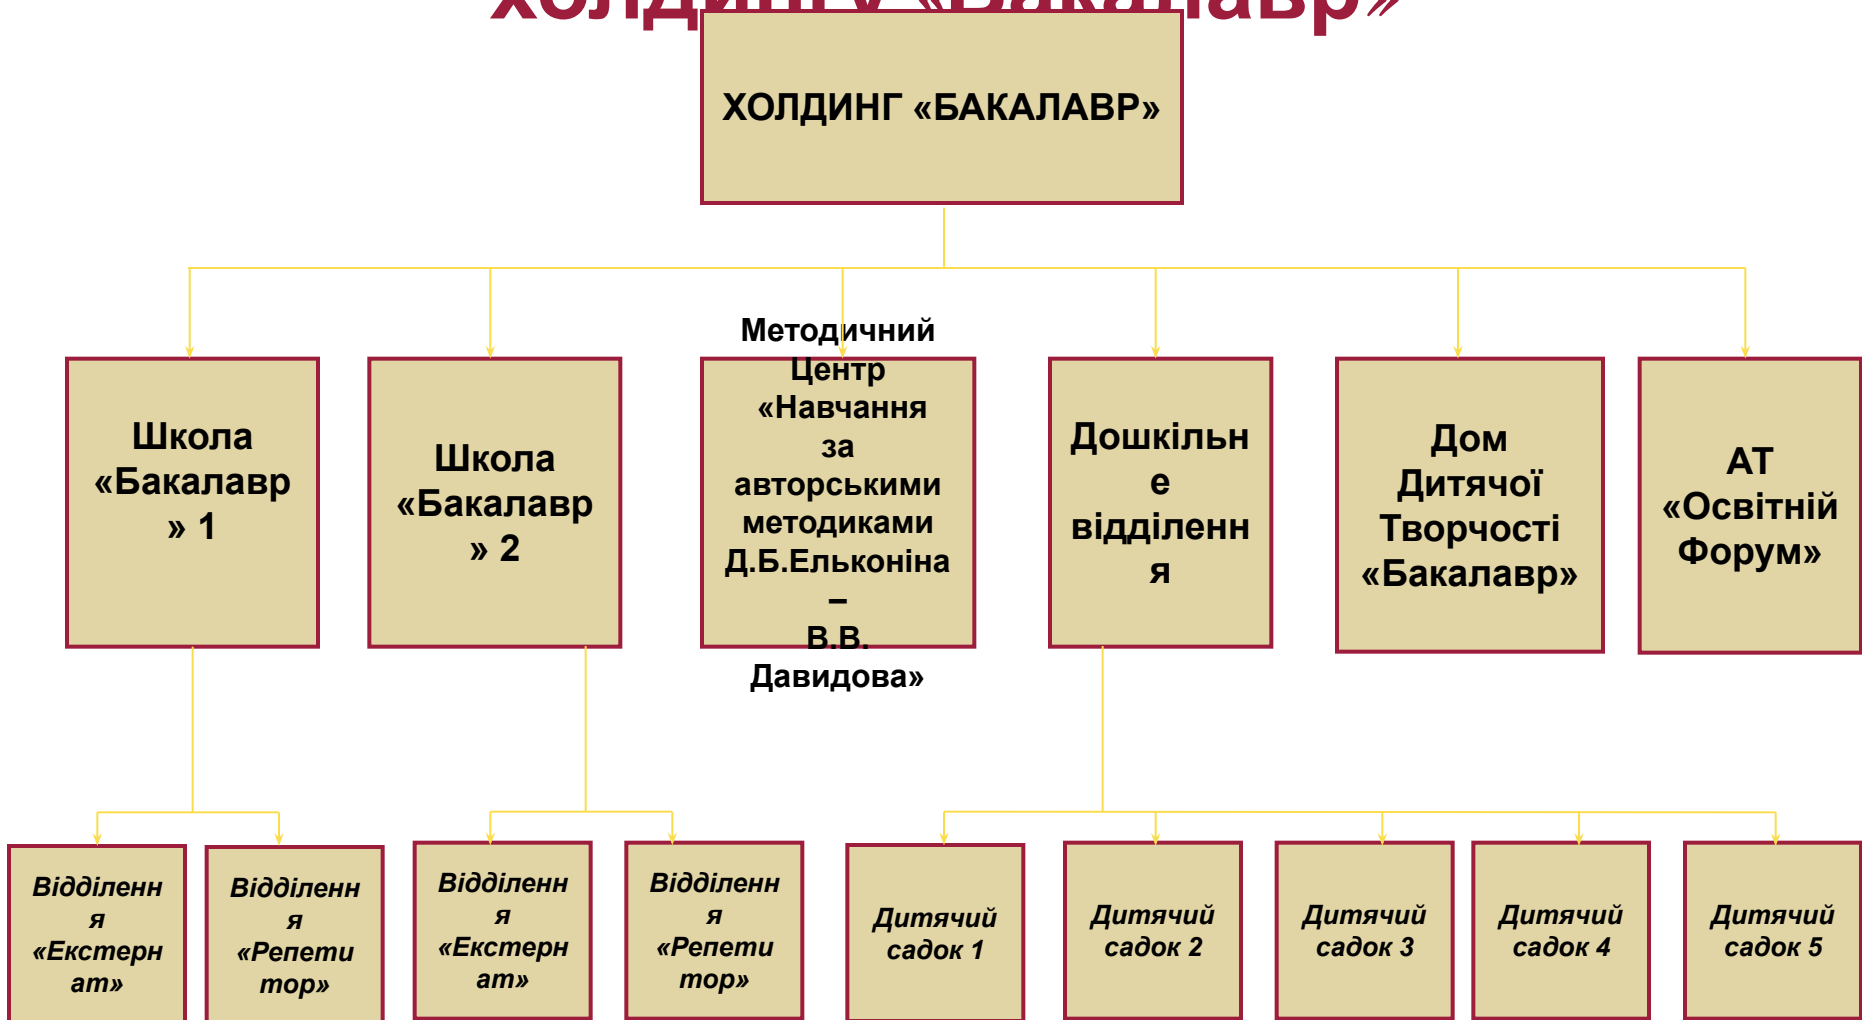 холдингу «Бакалавр»
ХОЛДИНГ «БАКАЛАВР»
Школа
«Бакалавр
» 1
Школа
«Бакалавр
» 2
Методичний
Центр
«Навчання
за
авторськими
методиками
Д.Б.Ельконіна
–
В.В.
Давидова»
Дошкільн
е
відділенн
я
Дом
Дитячої
Творчості
«Бакалавр»
АТ
«Освітній
Форум»
Відділенн
я
«Екстерн
ат»
Відділенн
я
«Репети
тор»
Відділенн
я
«Екстерн
ат»
Відділенн
я
«Репети
тор»
Дитячий
садок 1
Дитячий
садок 2
Дитячий
садок 3
Дитячий
садок 4
Дитячий
садок 5